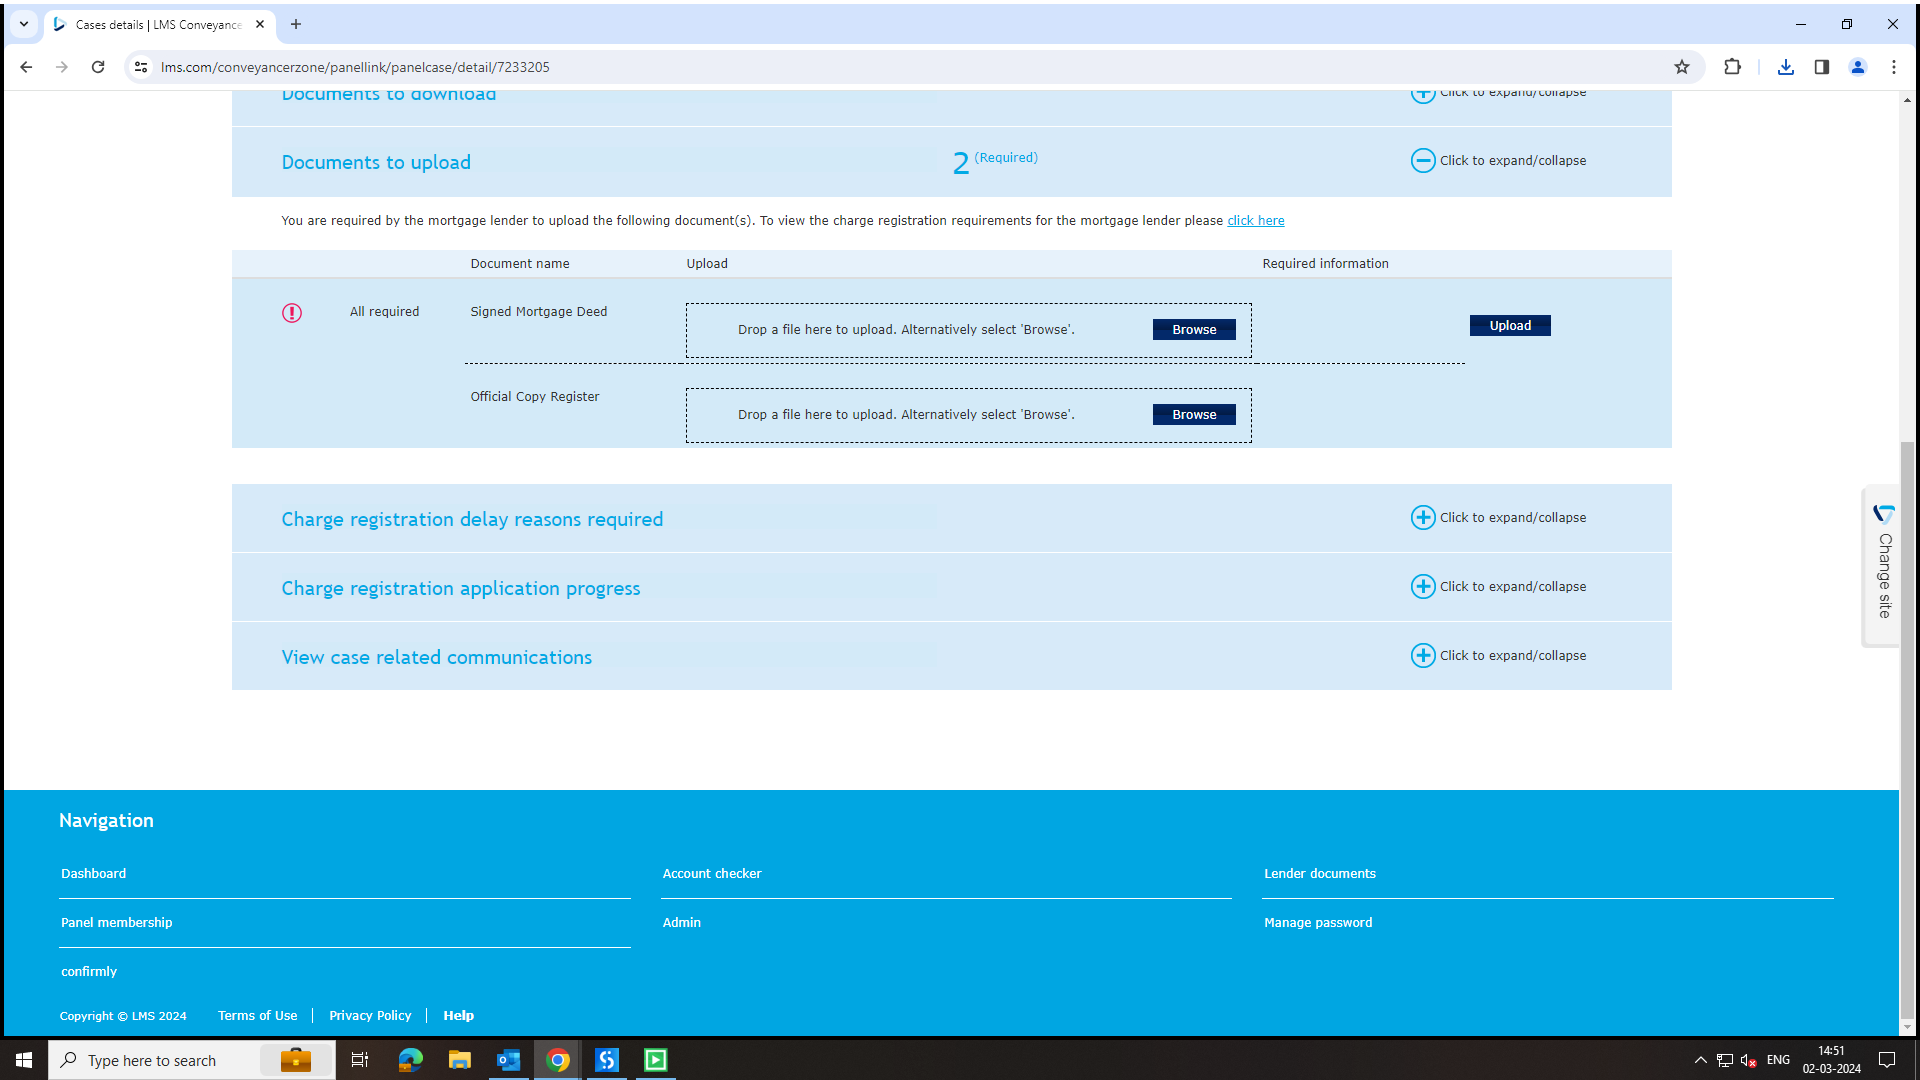 Cases details | LMS Conveyance
lms.com/conveyancerzone/panellink/panelcase/detail/7233205
Documents to download
Click to expand/collapse
Documents to upload
2 (Required)
Click to expand/collapse
You are required by the mortgage lender to upload the following document(s). To view the charge registration requirements for the mortgage lender please click here
Document name
Upload
Required information
All required
Signed Mortgage Deed
Drop a file here to upload. Alternatively select 'Browse'.
Browse
Upload
Official Copy Register
Drop a file here to upload. Alternatively select 'Browse'.
Browse
Charge registration delay reasons required
Click to expand/collapse
Charge registration application progress
Click to expand/collapse
View case related communications
Click to expand/collapse
Change site
Navigation
Dashboard
Account checker
Lender documents
Panel membership
Admin
Manage password
confirmly
Copyright © LMS 2024
Terms of Use
Privacy Policy
Help
Type here to search
ENG
14:51
02-03-2024